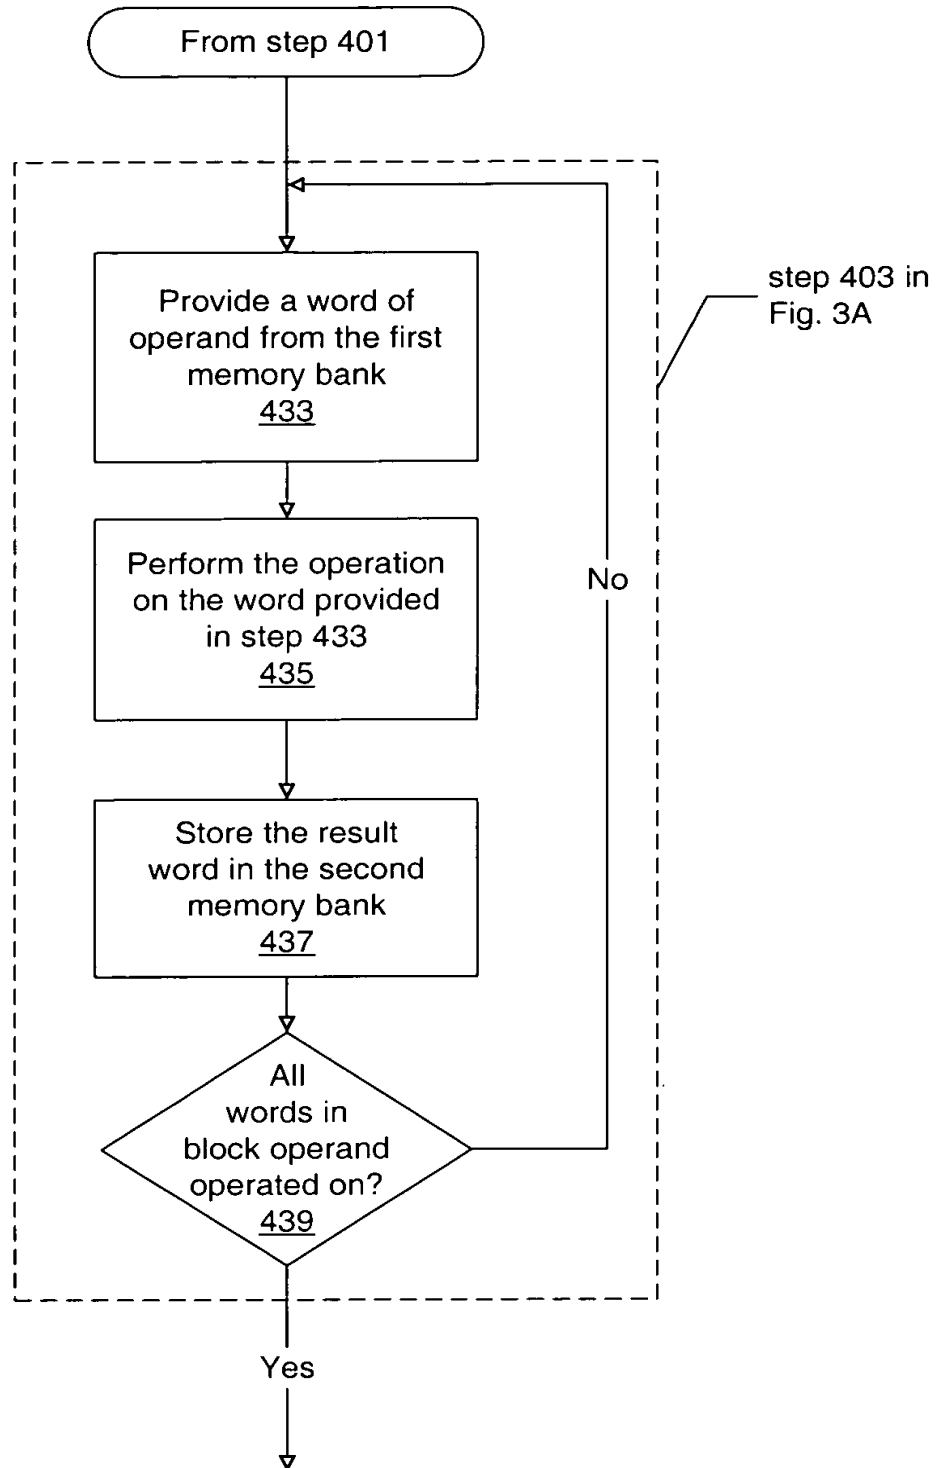 From step 401
step 403 in
Fig. 3A
Provide a word of
operand from the first
memory bank
433
Perform the operation
on the word provided
in step 433
435
No
Store the result
word in the second
memory bank
437
All
words in
block operand
operated on?
439
Yes